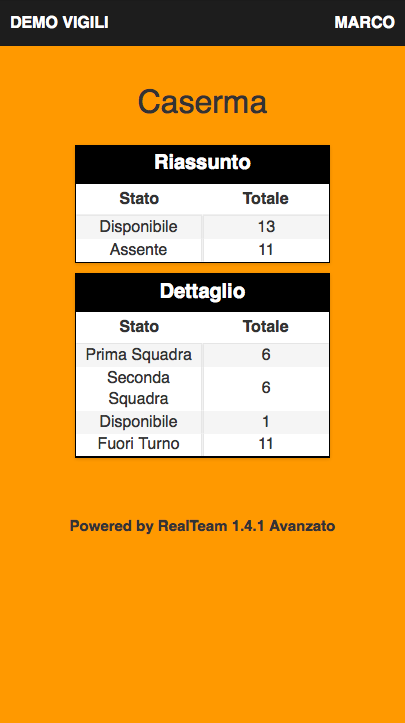 DEMO VIGILI MARCO
Caserma
Riassunto
Stato Totale
Disponibile 13
Assente 11
Dettaglio
Stato Totale
Prima Squadra 6
Seconda
Squadra 6
Disponibile 1
Fuori Turno 11
Powered by RealTeam 1.4.1 Avanzato